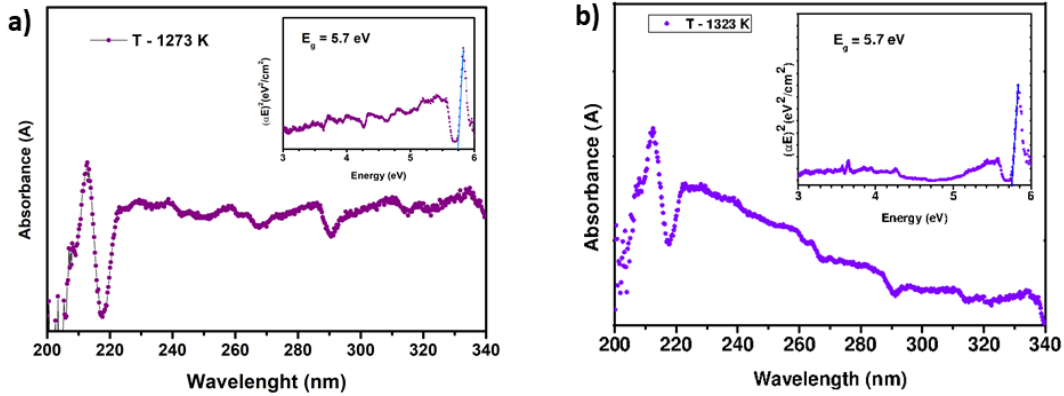 a)
T - 1273 K
E_g = 5.7 eV
(αE)²(eV²/cm²)
3 4 5 6
Energy (eV)
Absorbance (A)
200 220 240 260 280 300 320 340
Wavelenght (nm)
b)
T - 1323 K
E_g = 5.7 eV
(αE)² (eV²/cm²)
3 4 5 6
Energy (eV)
Absorbance (A)
200 220 240 260 280 300 320 340
Wavelength (nm)